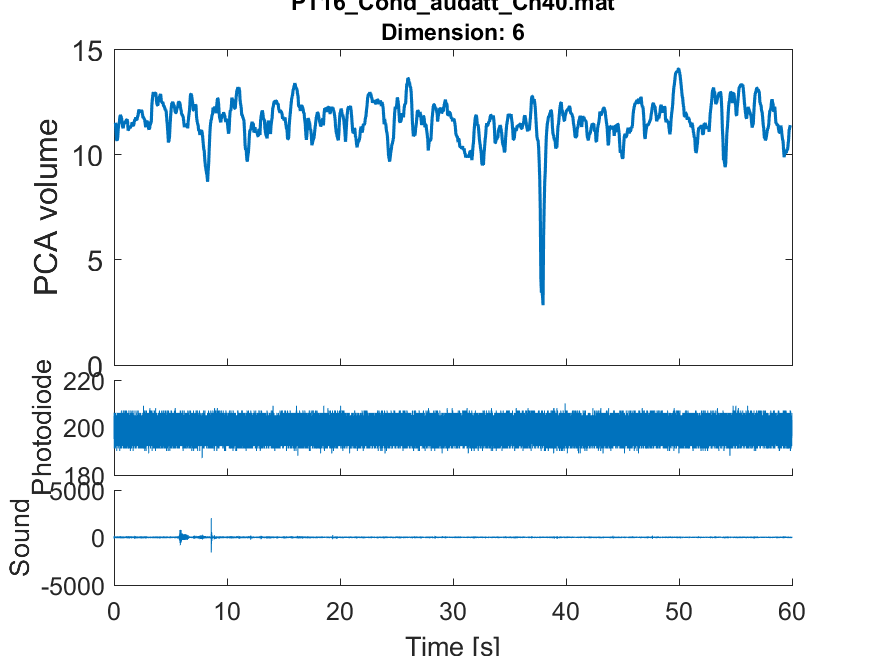 PT16_Cond_audatt_Ch40.mat
Dimension: 6
15
10
5
0
PCA volume
220
200
180
Photodiode
5000
0
-5000
Sound
0 10 20 30 40 50 60
Time [s]